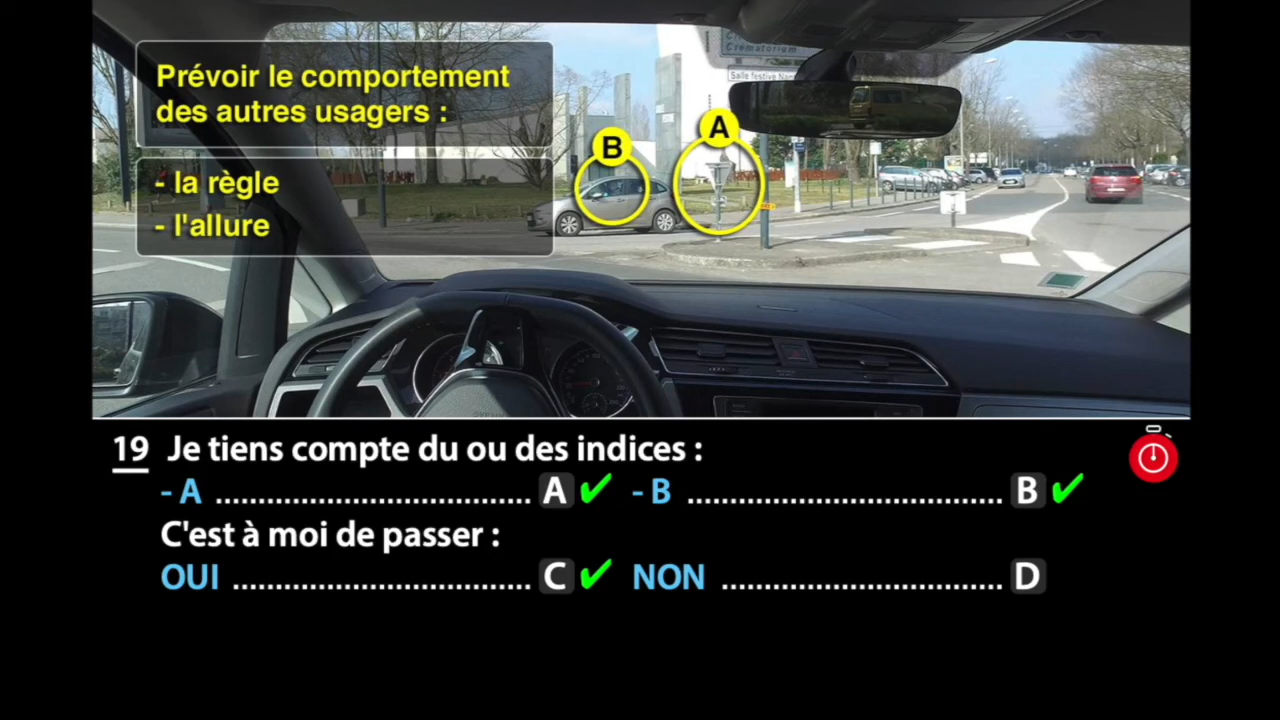 Prévoir le comportement
des autres usagers :
- la règle
- l'allure
Crématorium
Salle festive Nan
B
A
19 Je tiens compte du ou des indices :
- A ..................................... A ✔ - B ..................................... B ✔
C'est à moi de passer :
OUI ................................... C ✔ NON ................................. D